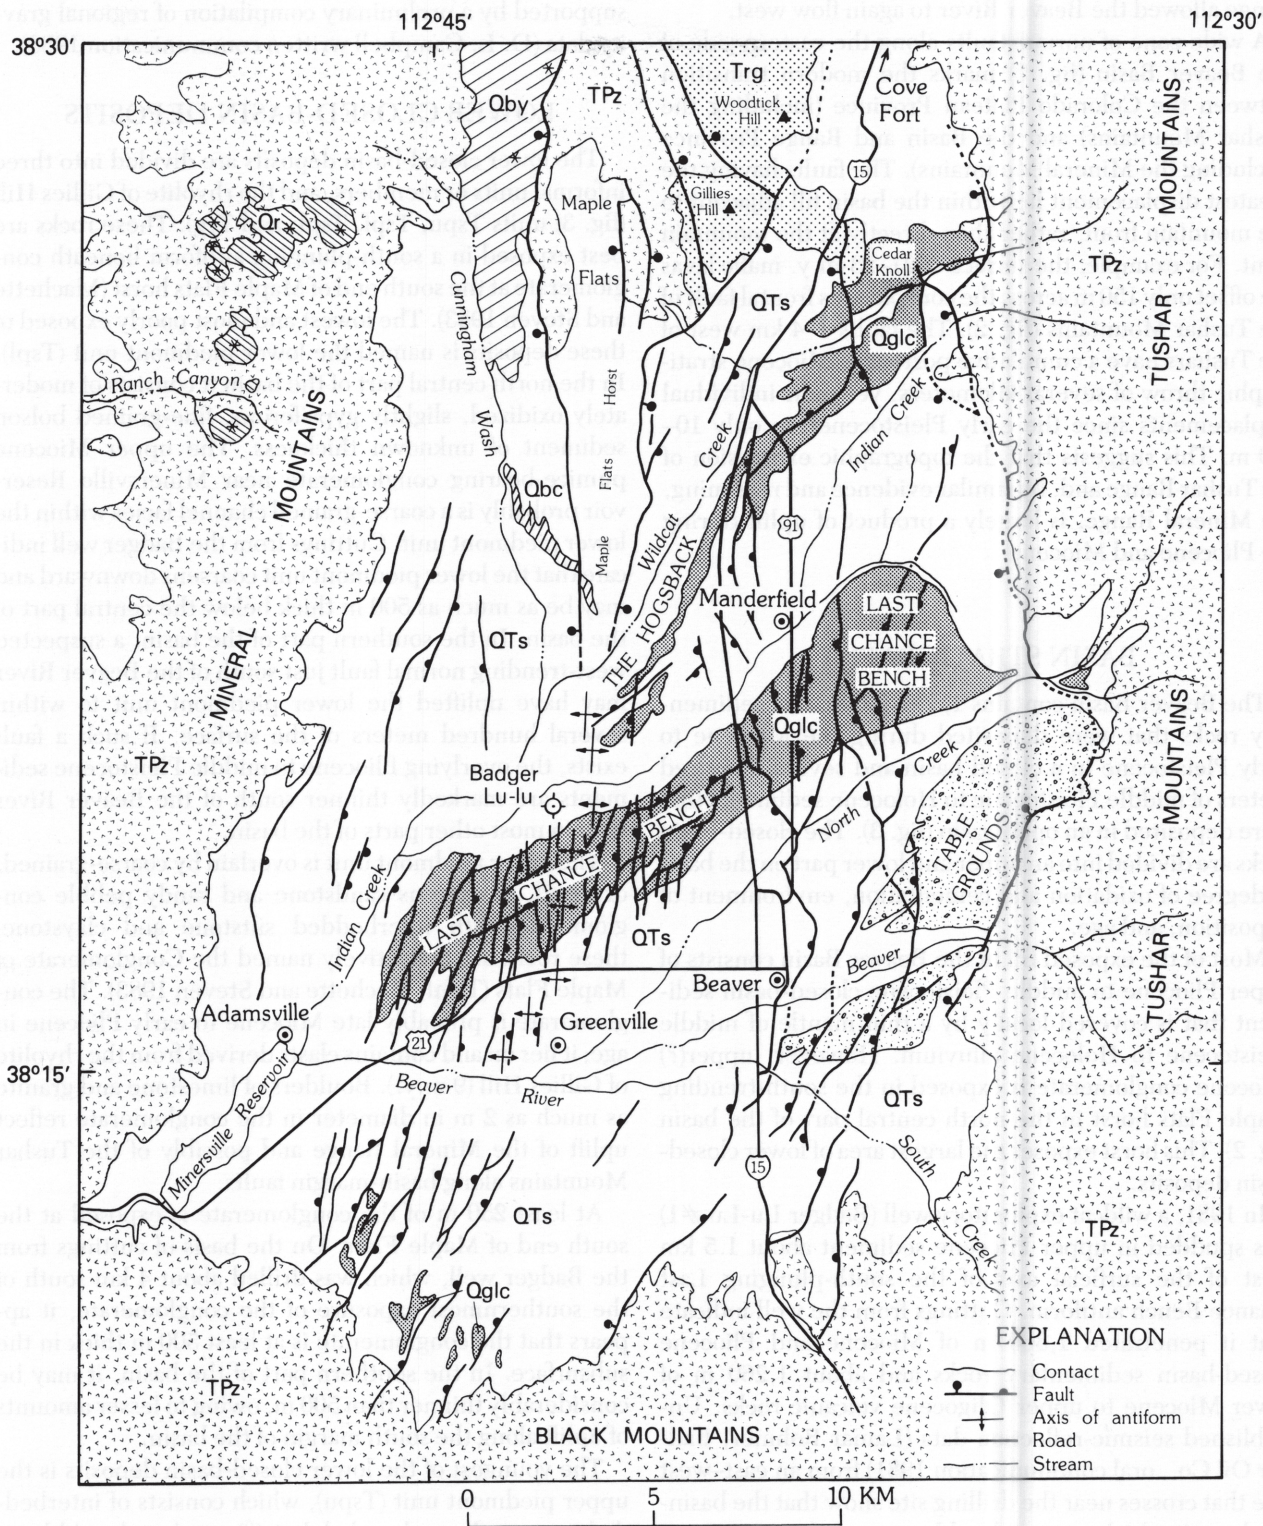 112°45'
112°30'
38°30'
Trg
Cove
Fort
Qby
TPz
Woodtick
Hill
MOUNTAINS
15
Maple
Gillies
Hill
Qr
Cedar
Knoll
TPz
Flats
QTs
Cunningham
TUSHAR
Qglc
Ranch Canyon
Horst
MOUNTAINS
Creek
Indian Creek
Wash
Flats
Qbc
Wildcat
91
Maple
HOGSBACK
Manderfield
LAST
QTs
CHANCE
THE
BENCH
MINERAL
MOUNTAINS
Qglc
TPz
Creek
Badger
Lu-lu
North
BENCH
TABLE
GROUNDS
CHANCE
Indian Creek
LAST
QTs
Beaver River
TUSHAR
Beaver
Adamsville
Greenville
21
38°15'
Beaver
River
QTs
Minersville Reservoir
South
15
QTs
TPz
Creek
Qglc
EXPLANATION
Contact
TPz
Fault
Axis of antiform
BLACK MOUNTAINS
Road
Stream
0 5 10 KM